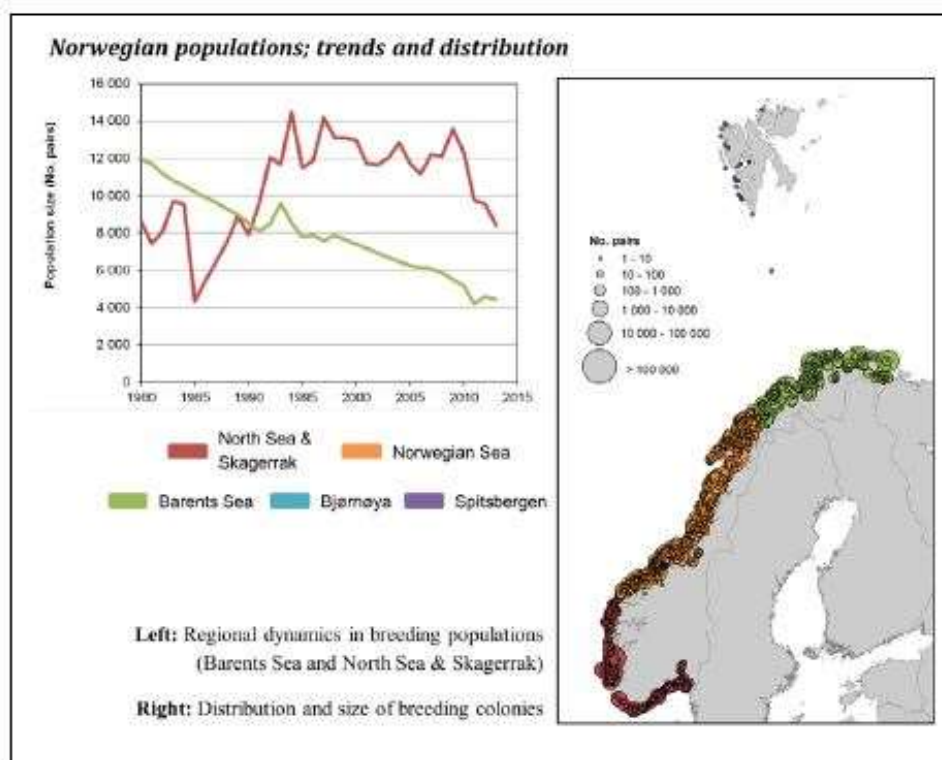 Norwegian populations; trends and distribution
Population size (No. pairs)
16 000
14 000
12 000
10 000
8 000
6 000
4 000
2 000
0
1980
1985
1990
1995
2000
2005
2010
2015
North Sea &
Skagerrak
Norwegian Sea
Barents Sea
Bjørnøya
Spitsbergen
Left: Regional dynamics in breeding populations
(Barents Sea and North Sea & Skagerrak)
Right: Distribution and size of breeding colonies
No. pairs
1 - 10
10 - 100
100 - 1 000
1 000 - 10 000
10 000 - 100 000
> 100 000